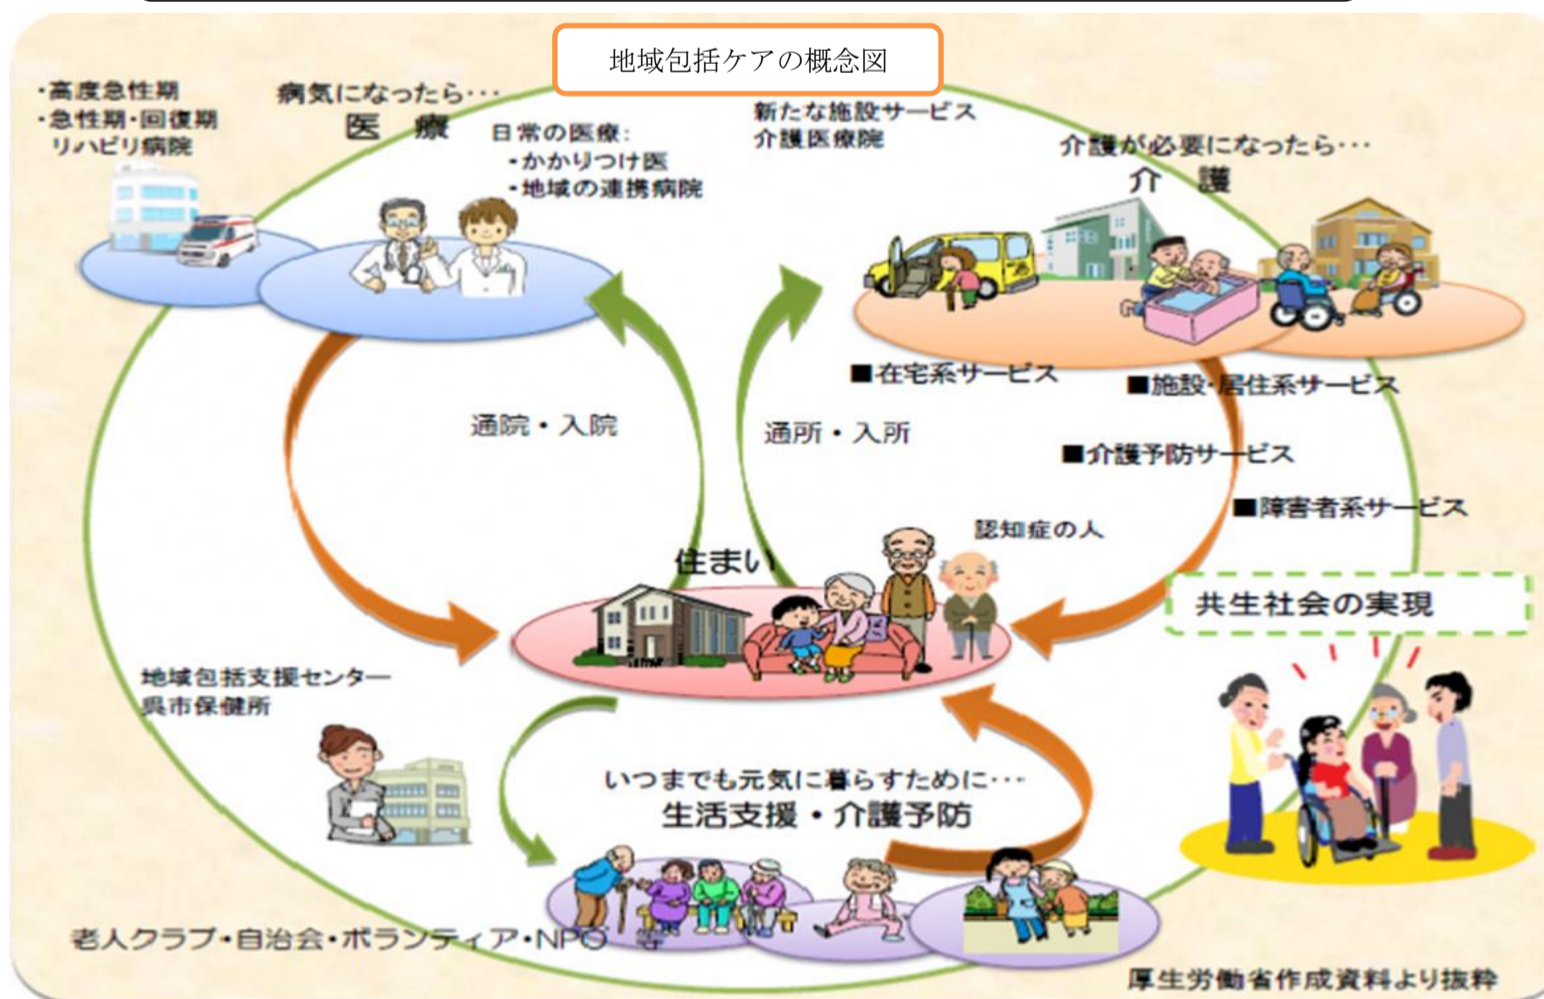 地域包括ケアの概念図
・高度急性期
・急性期・回復期
リハビリ病院
病気になったら・・・
医 療
日常の医療:
・かかりつけ医
・地域の連携病院
新たな施設サービス
介護医療院
介護が必要になったら・・・
介 護
■在宅系サービス
■施設・居住系サービス
通院・入院
通所・入所
■介護予防サービス
■障害者系サービス
認知症の人
住まい
共生社会の実現
地域包括支援センター
呉市保健所
いつまでも元気に暮らすために・・・
生活支援・介護予防
老人クラブ・自治会・ボランティア・NPO 等
厚生労働省作成資料より抜粋